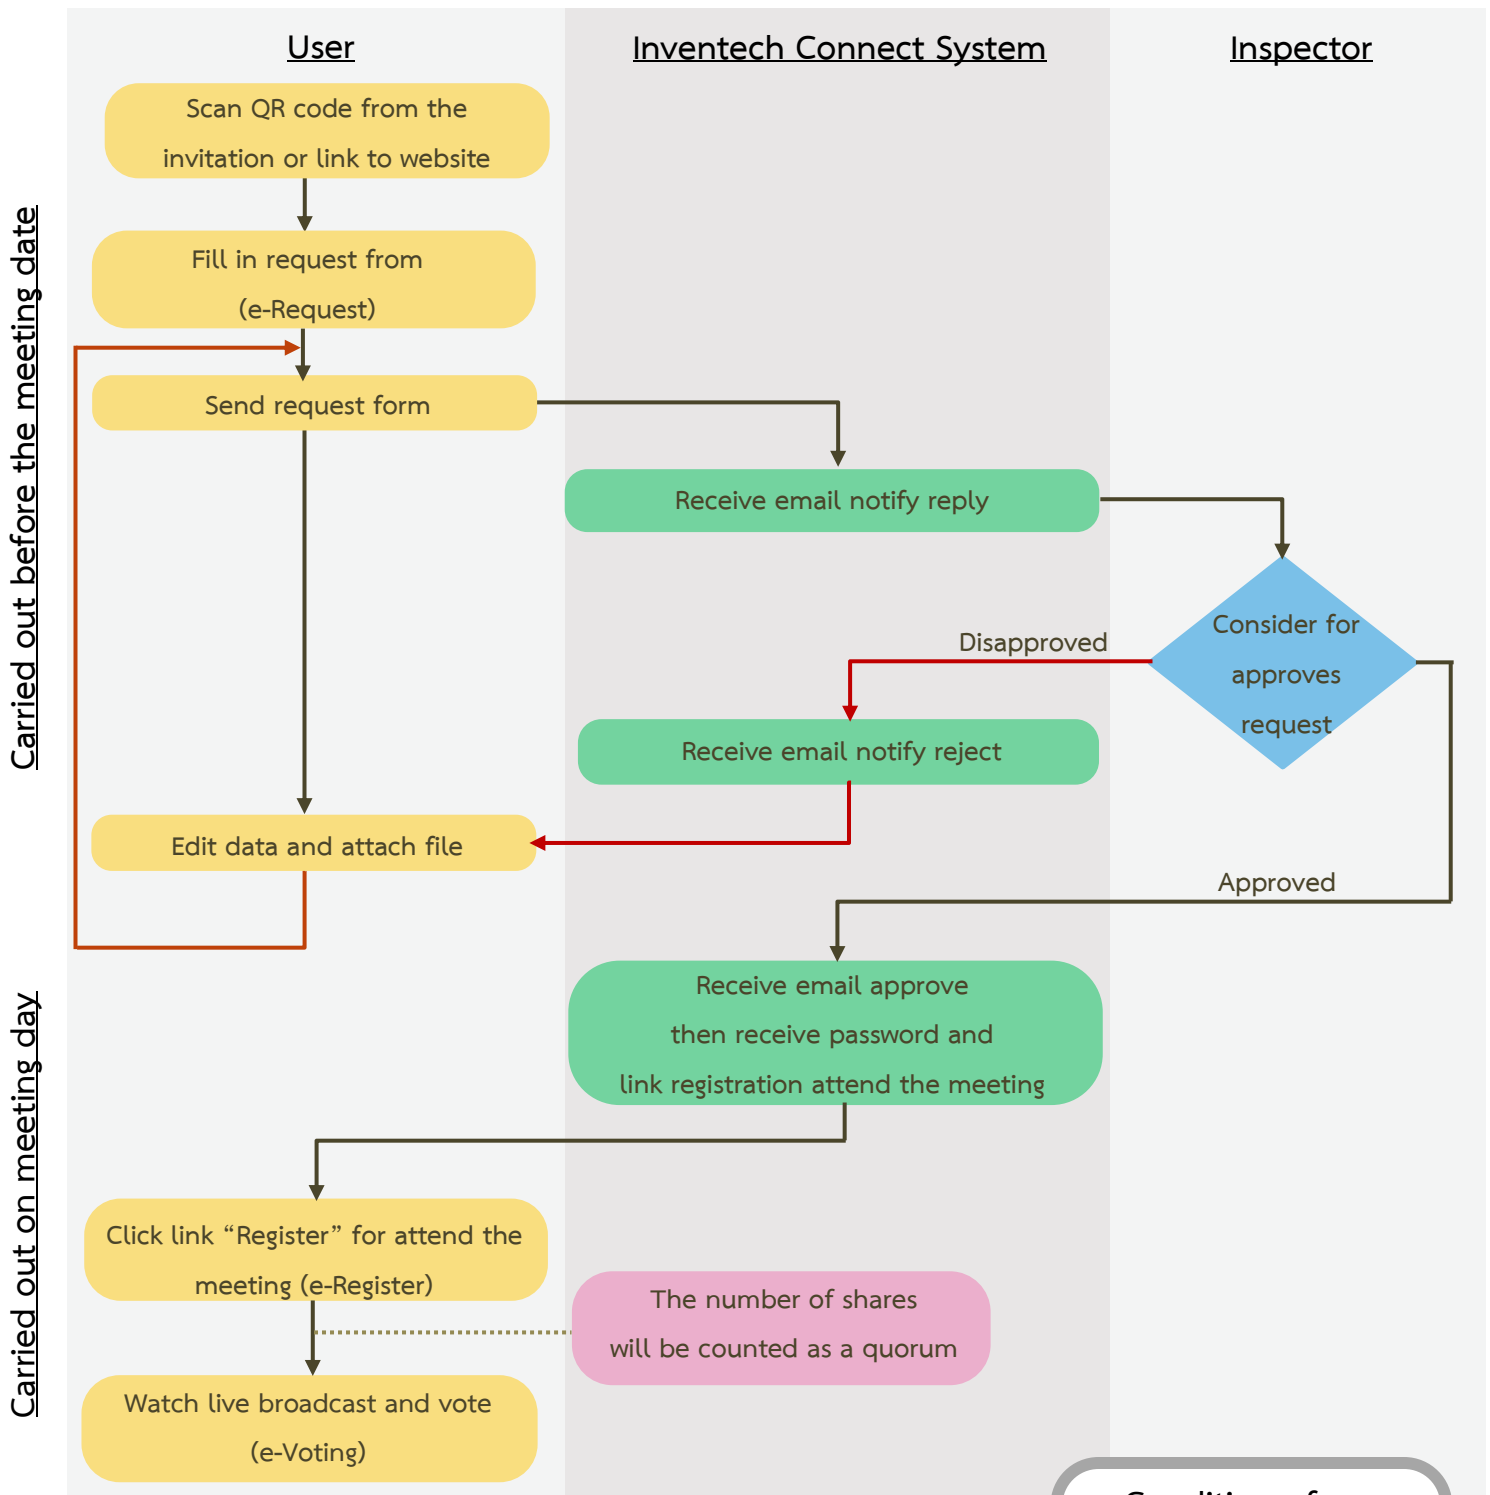 User
Inventech Connect System
Inspector
Carried out before the meeting date
Scan QR code from the
invitation or link to website
Fill in request from
(e-Request)
Send request form
Receive email notify reply
Consider for
approves
request
Disapproved
Receive email notify reject
Edit data and attach file
Approved
Carried out on meeting day
Receive email approve
then receive password and
link registration attend the meeting
Click link “Register” for attend the
meeting (e-Register)
The number of shares
will be counted as a quorum
Watch live broadcast and vote
(e-Voting)